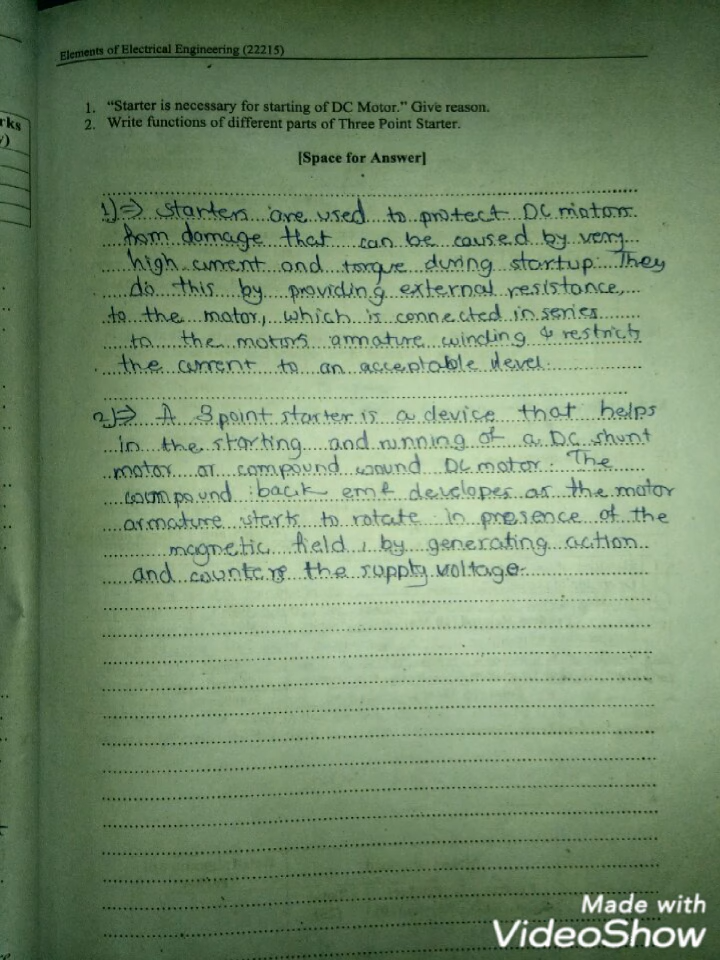 Elements of Electrical Engineering (22215)
rks
1. "Starter is necessary for starting of DC Motor." Give reason.
2. Write functions of different parts of Three Point Starter.
[Space for Answer]
1) ⇒ Starters are used to protect DC motors
from damage that can be caused by very
high current and torque during startup. They
do this by providing external resistance,
to the motor, which is connected in series
to the motors armature winding & restricts
the current to an acceptable level.
2) ⇒ A 3 point starter is a device that helps
in the starting and running of a DC shunt
motor or compound wound DC motor. The
compound back emf developes as the motor
armature starts to rotate in presence of the
magnetic field, by generating action
and counters the supply voltage.
Made with
VideoShow